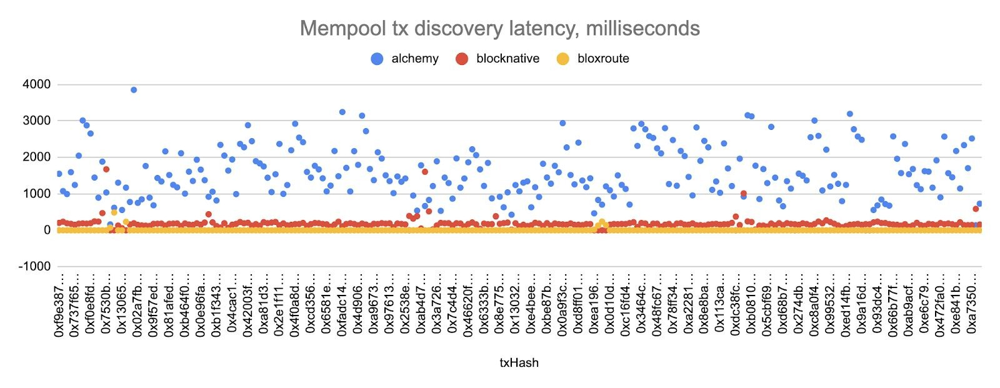 Mempool tx discovery latency, milliseconds
alchemy blocknative bloxroute
4000
3000
2000
1000
0
-1000
0xf9e387...
0x737f65...
0xf0e8fd...
0x7530b...
0x13065...
0x02a7fb...
0x9f57ed...
0x81afed...
0xb464f0...
0x0e96fa...
0xb1f343...
0x4cac1...
0x42003f...
0xa81d3...
0x2e1f11...
0x4f0a8d...
0xcd356...
0x6581e...
0xfadc14...
0x4d906...
0xa9673...
0x97613...
0x2538e...
0xab4d7...
0x3a726...
0x7c4d4...
0x46620f...
0x6333b...
0x8e775...
0x13032...
0xe4bee...
0xbe87b...
0x0a9f3c...
0xd8ff01...
0xea196...
0x0d10d...
0xc16fd4...
0x3464c...
0x48fc67...
0x78ff34...
0xa2281...
0x8e8ba...
0x113ca...
0xdc38fc...
0xb0810...
0x5cbf69...
0xd68b7...
0x274db...
0xc8a0f4...
0x99532...
0xed14fb...
0x9a16d...
0x93dc4...
0x66b77f...
0xab9acf...
0xe6c79...
0x472fa0...
0xe841b...
0xa7350...
txHash